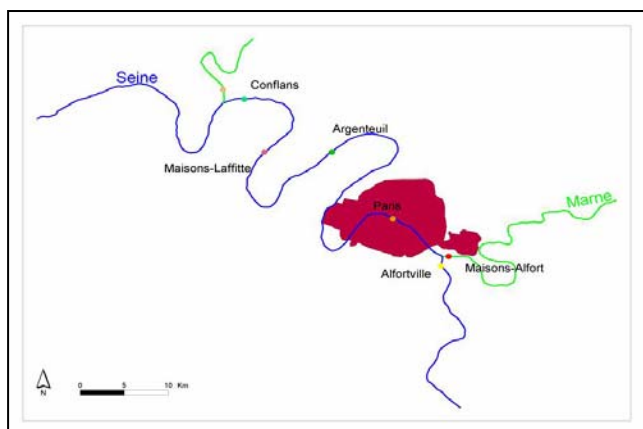 Seine
Conflans
Argenteuil
Maisons-Laffitte
Marne
Paris
Alfortville
Maisons-Alfort
N
0 5 10 Km